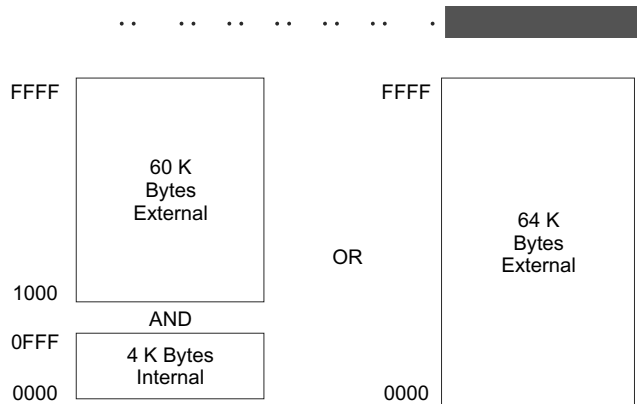 FFFF
60 K
Bytes
External
1000
AND
0FFF
4 K Bytes
Internal
0000
OR
FFFF
64 K
Bytes
External
0000